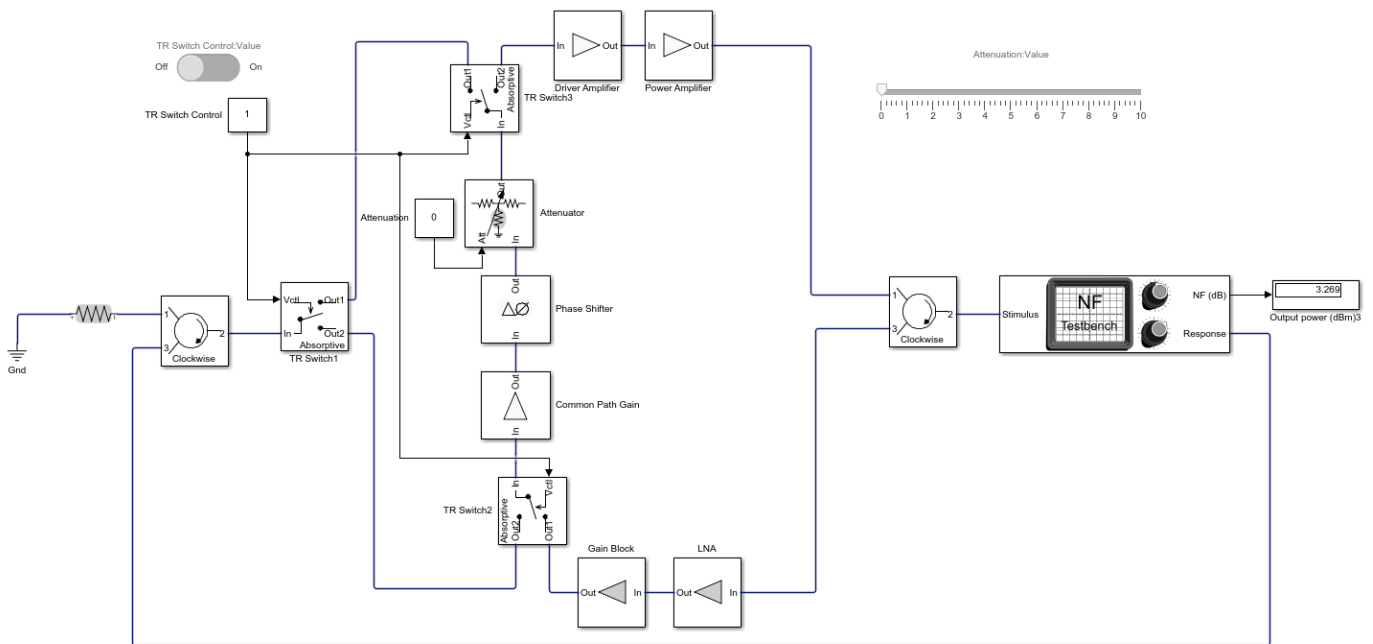 TR Switch Control:Value
Off On
TR Switch Control
1
Out1 Out2
Absorptive
Vctl In
TR Switch3
In Out
Driver Amplifier
In Out
Power Amplifier
Attenuation:Value
0 1 2 3 4 5 6 7 8 9 10
Attenuation
0
Out
Att In
Attenuator
Out
ΔØ
In
Phase Shifter
Out
In
Common Path Gain
Gnd
+ -
1
2
3
Clockwise
Vctl Out1
In Out2
Absorptive
TR Switch1
In Vctl
Absorptive
Out2 Out1
TR Switch2
Gain Block
Out In
LNA
Out In
1
2
3
Clockwise
Stimulus
NF
Testbench
NF (dB)
Response
3.269
Output power (dBm)3